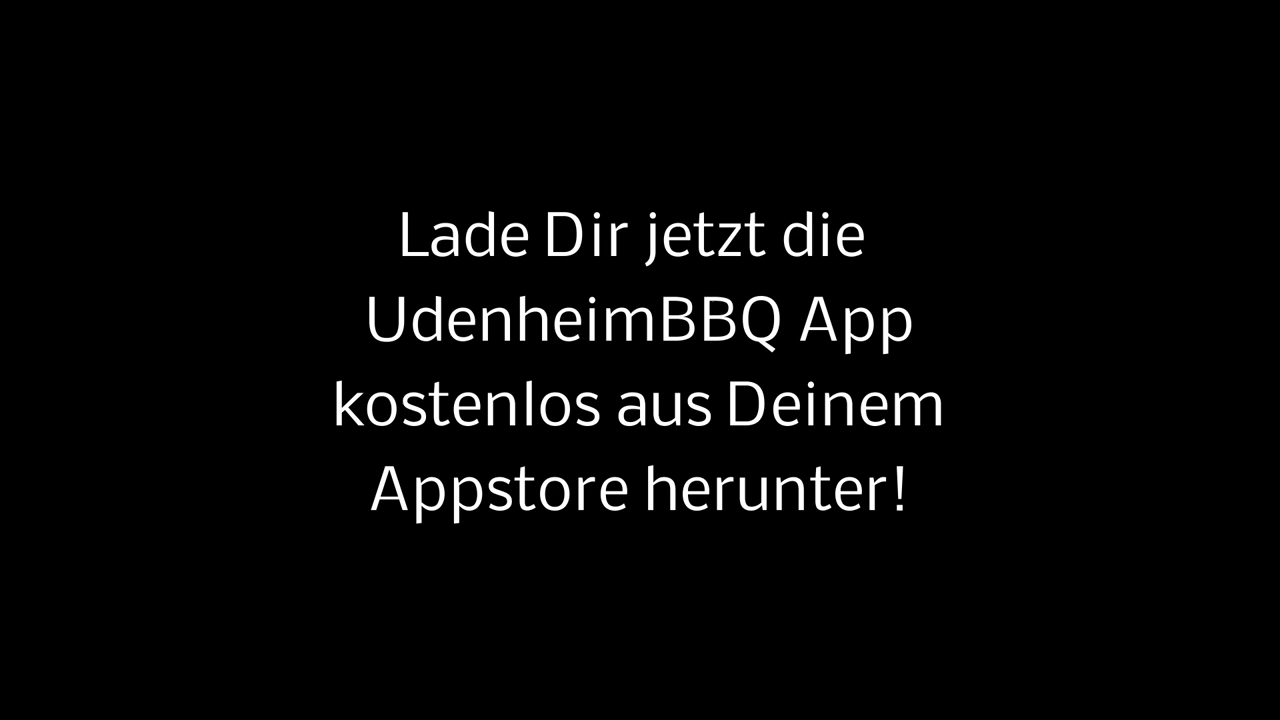 Lade Dir jetzt die
UdenheimBBQ App
kostenlos aus Deinem
Appstore herunter!